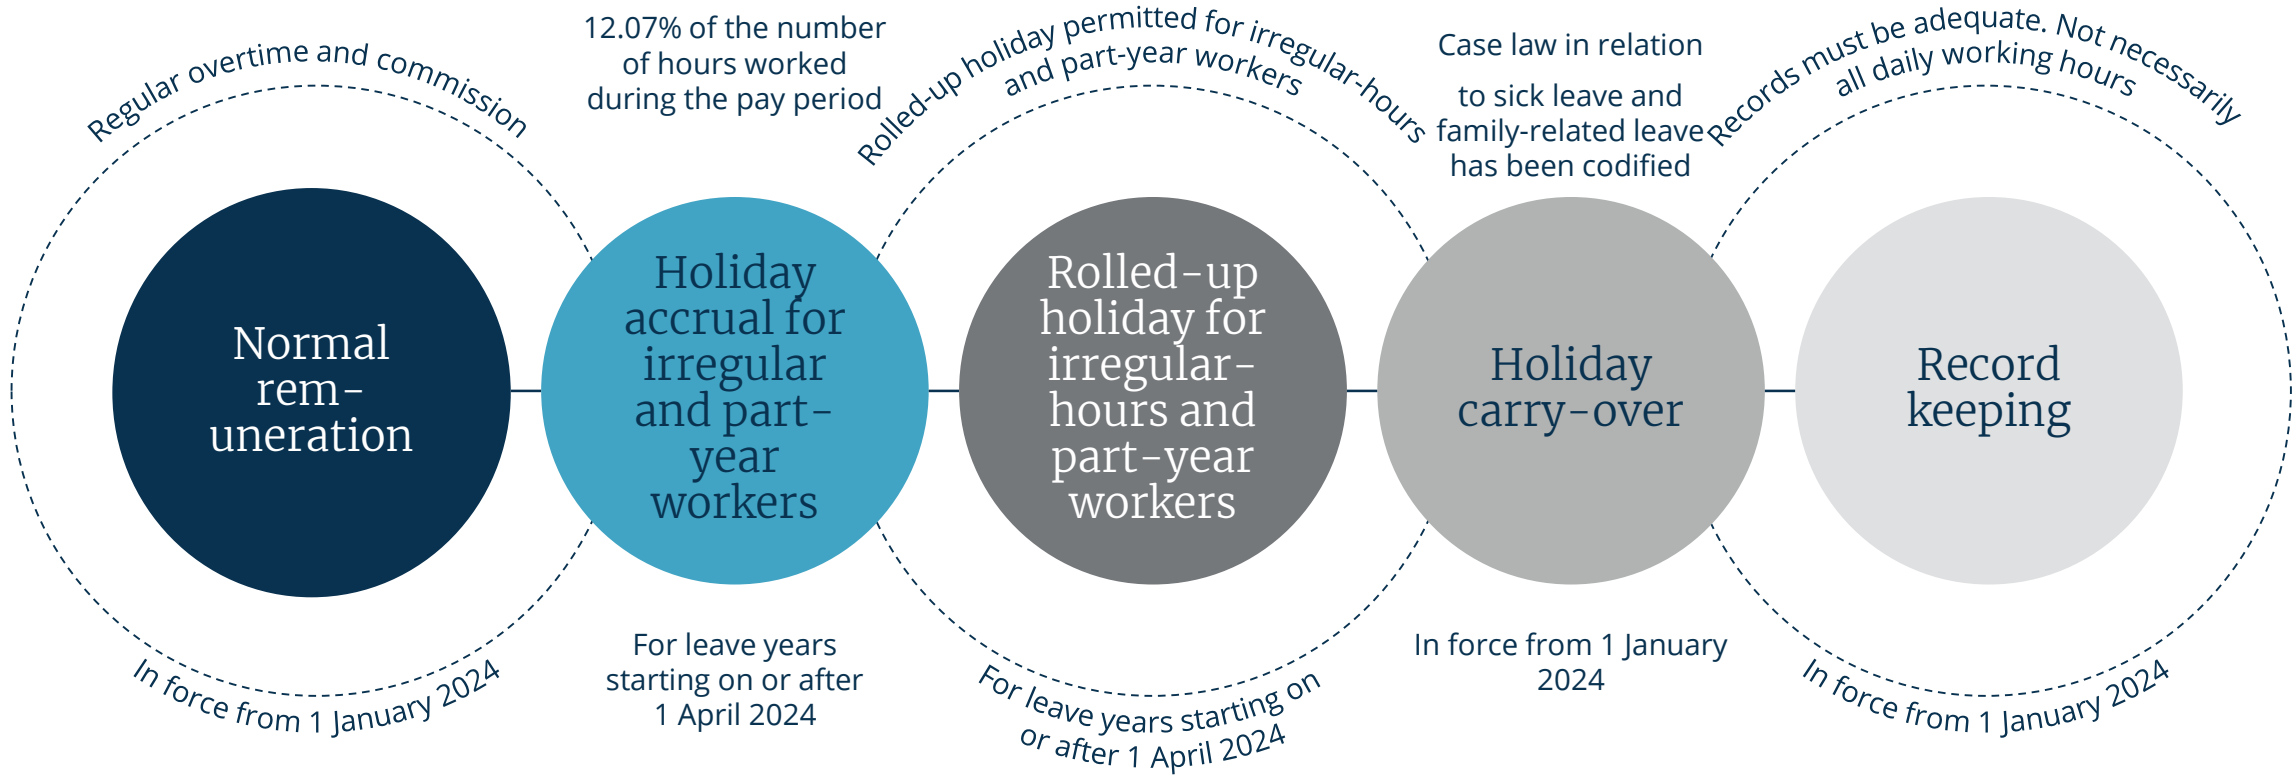 Regular overtime and commission
Normal
rem-
uneration
In force from 1 January 2024
12.07% of the number
of hours worked
during the pay period
Holiday
accrual for
irregular
and part-
year
workers
For leave years
starting on or after
1 April 2024
Rolled-up holiday permitted for irregular-hours
and part-year workers
Rolled-up
holiday for
irregular-
hours and
part-year
workers
For leave years starting on
or after 1 April 2024
Case law in relation
to sick leave and
family-related leave
has been codified
Holiday
carry-over
In force from 1 January
2024
Records must be adequate. Not necessarily
all daily working hours
Record
keeping
In force from 1 January 2024